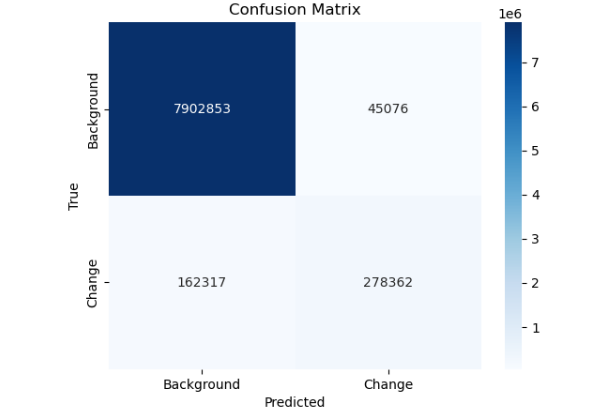 Confusion Matrix
1e6
Background
7902853
45076
True
Change
162317
278362
Background
Change
Predicted
7
6
5
4
3
2
1